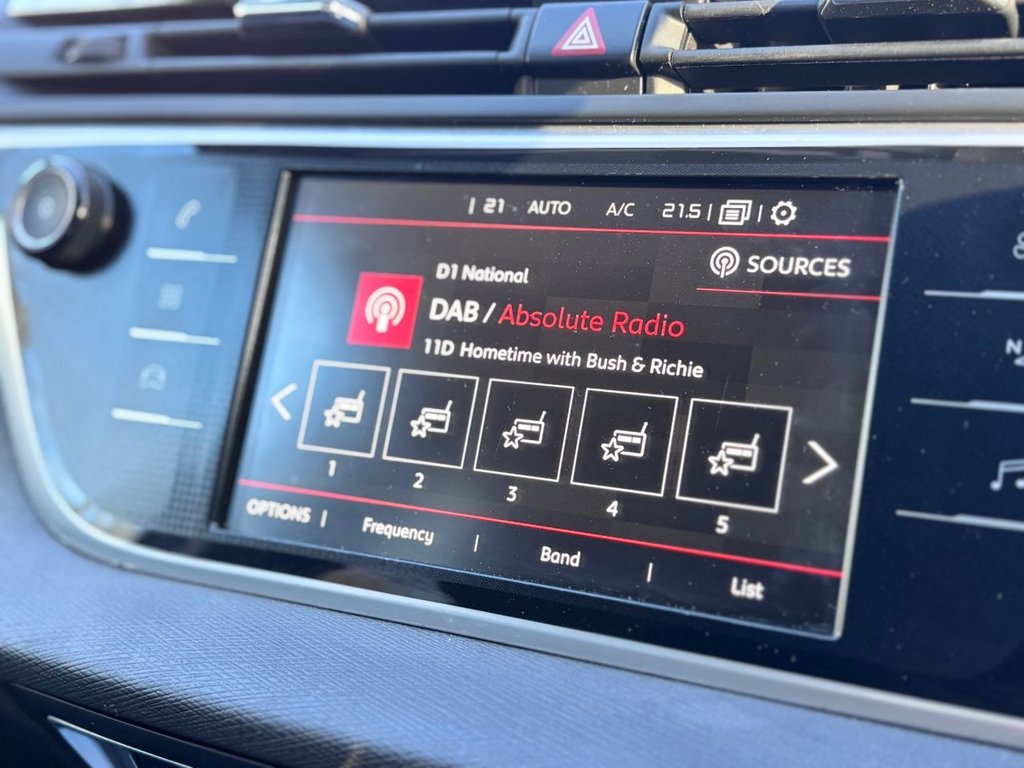 21 AUTO A/C 21.5
SOURCES
D1 National
DAB / Absolute Radio
11D Hometime with Bush & Richie
1 2 3 4 5
OPTIONS | Frequency | Band | List
N